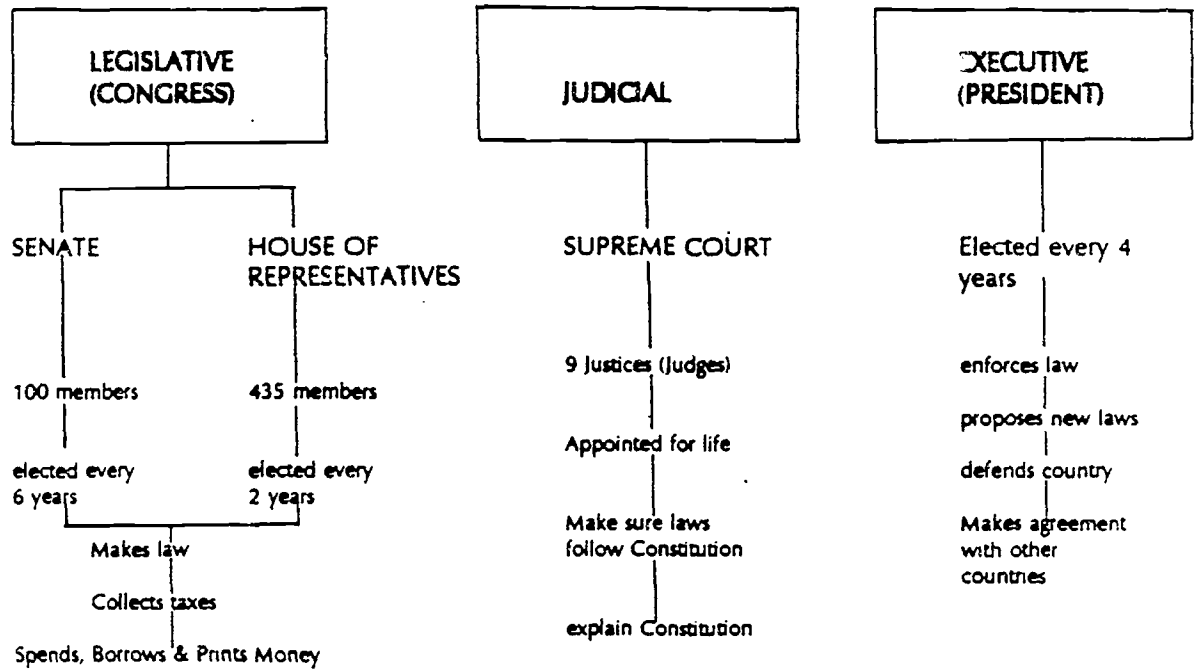 LEGISLATIVE
(CONGRESS)
SENATE
HOUSE OF
REPRESENTATIVES
100 members
435 members
elected every
6 years
elected every
2 years
Makes law
Collects taxes
Spends, Borrows & Prints Money
JUDICIAL
SUPREME COURT
9 Justices (Judges)
Appointed for life
Make sure laws
follow Constitution
explain Constitution
EXECUTIVE
(PRESIDENT)
Elected every 4
years
enforces law
proposes new laws
defends country
Makes agreement
with other
countries